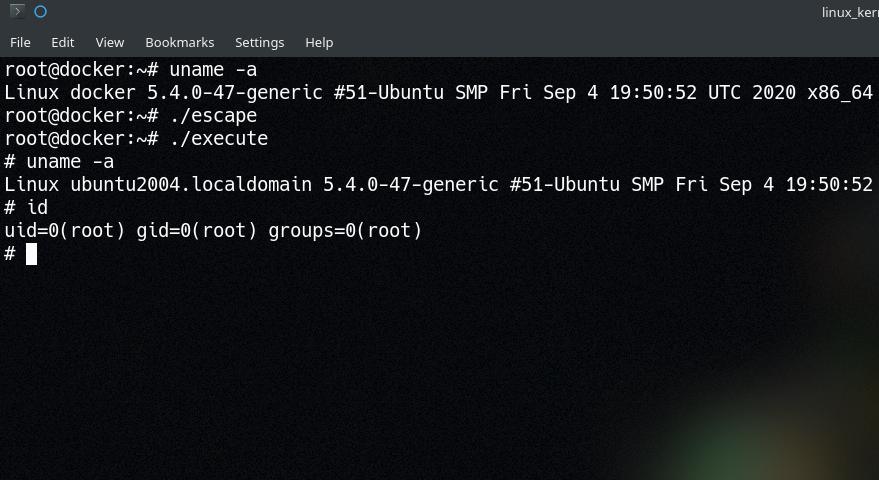 linux_ker
File Edit View Bookmarks Settings Help
root@docker:~# uname -a
Linux docker 5.4.0-47-generic #51-Ubuntu SMP Fri Sep 4 19:50:52 UTC 2020 x86_64
root@docker:~# ./escape
root@docker:~# ./execute
# uname -a
Linux ubuntu2004.localdomain 5.4.0-47-generic #51-Ubuntu SMP Fri Sep 4 19:50:52
# id
uid=0(root) gid=0(root) groups=0(root)
#